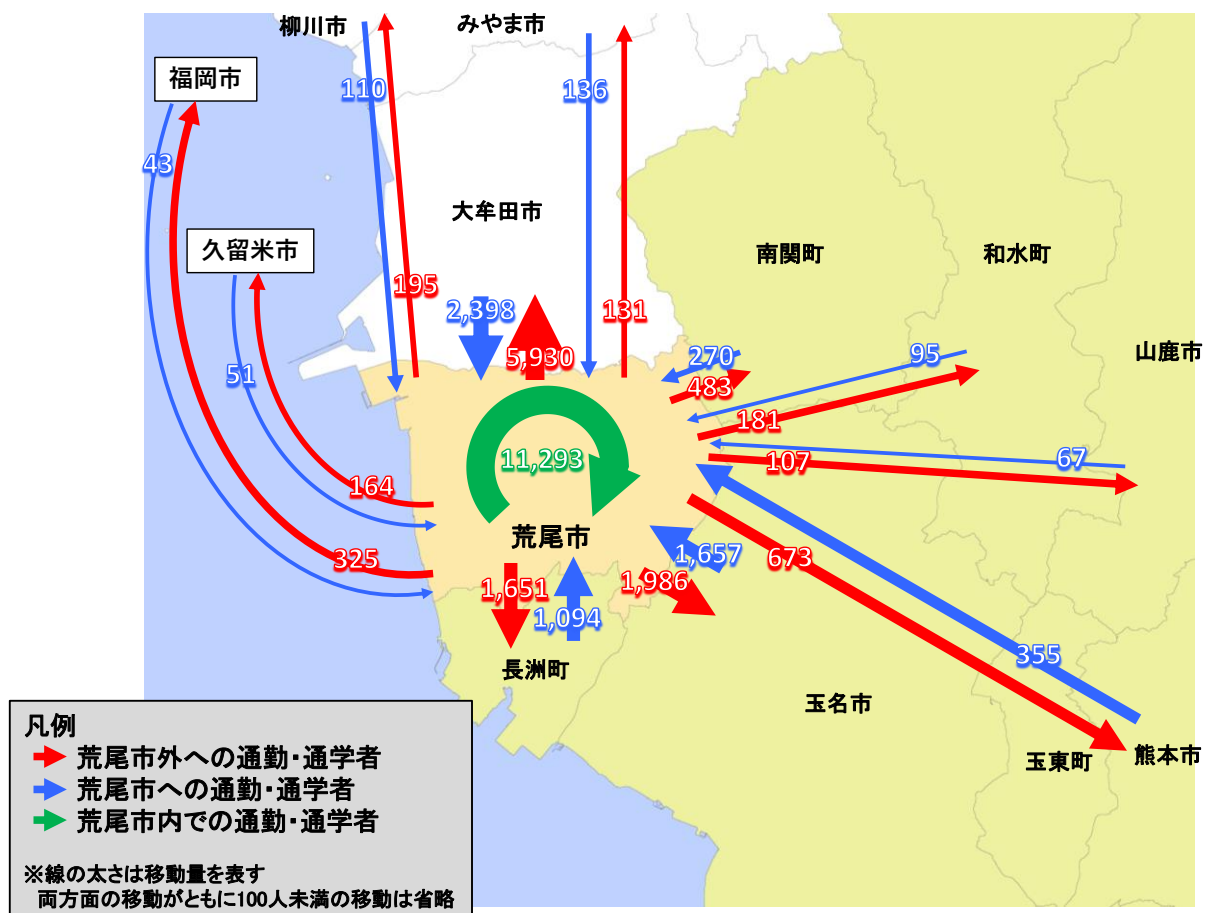 柳川市
みやま市
福岡市
110
136
43
大牟田市
久留米市
南関町
和水町
195
2,398
131
山鹿市
5,930
270
95
51
483
181
11,293
107
67
164
荒尾市
325
1,657
673
1,651
1,986
1,094
355
長洲町
玉名市
玉東町
熊本市
凡例
荒尾市外への通勤・通学者
荒尾市への通勤・通学者
荒尾市内での通勤・通学者
※線の太さは移動量を表す
両方面の移動がともに100人未満の移動は省略